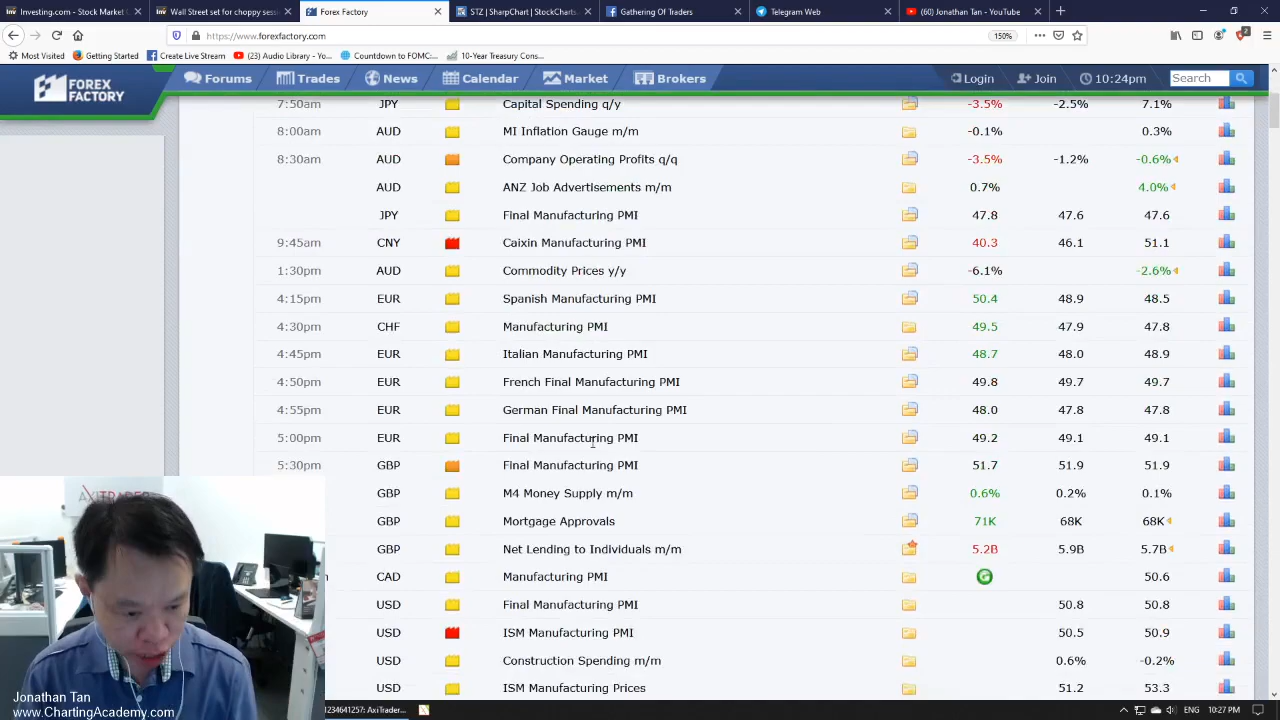 Investing.com - Stock Market
Wall Street set for choppy sessi
Forex Factory
STZ | SharpChart | StockCharts
Gathering Of Traders
Telegram Web
(60) Jonathan Tan - YouTube
https://www.forexfactory.com
150%
Most Visited
Getting Started
Create Live Stream
(23) Audio Library - ...
Countdown to FOMC:...
10-Year Treasury Cons...
FOREX FACTORY
Forums
Trades
News
Calendar
Market
Brokers
Login
Join
10:24pm
Search
7:50am JPY Capital Spending q/y -3.5% -2.5% 7.1%
8:00am AUD MI Inflation Gauge m/m -0.1% 0.3%
8:30am AUD Company Operating Profits q/q -3.5% -1.2% -0.6%
AUD ANZ Job Advertisements m/m 0.7% 4.0%
JPY Final Manufacturing PMI 47.8 47.6 47.6
9:45am CNY Caixin Manufacturing PMI 40.3 46.1 51.1
1:30pm AUD Commodity Prices y/y -6.1% -2.6%
4:15pm EUR Spanish Manufacturing PMI 50.4 48.9 48.5
4:30pm CHF Manufacturing PMI 49.5 47.9 47.8
4:45pm EUR Italian Manufacturing PMI 48.7 48.0 48.9
4:50pm EUR French Final Manufacturing PMI 49.8 49.7 49.7
4:55pm EUR German Final Manufacturing PMI 48.0 47.8 47.8
5:00pm EUR Final Manufacturing PMI 49.2 49.1 49.1
5:30pm GBP Final Manufacturing PMI 51.7 51.9 51.9
GBP M4 Money Supply m/m 0.6% 0.2% 0.1%
GBP Mortgage Approvals 71K 68K 68K
GBP Net Lending to Individuals m/m 5.2B 5.9B 5.7B
CAD Manufacturing PMI 50.6
USD Final Manufacturing PMI 50.8 50.8
USD ISM Manufacturing PMI 50.5 50.9
USD Construction Spending m/m 0.6% -0.2%
USD ISM Manufacturing Prices 51.2 53.3
AXITRADER
Jonathan Tan
www.ChartingAcademy.com
1234641257: AxiTrader...
ENG
10:27 PM